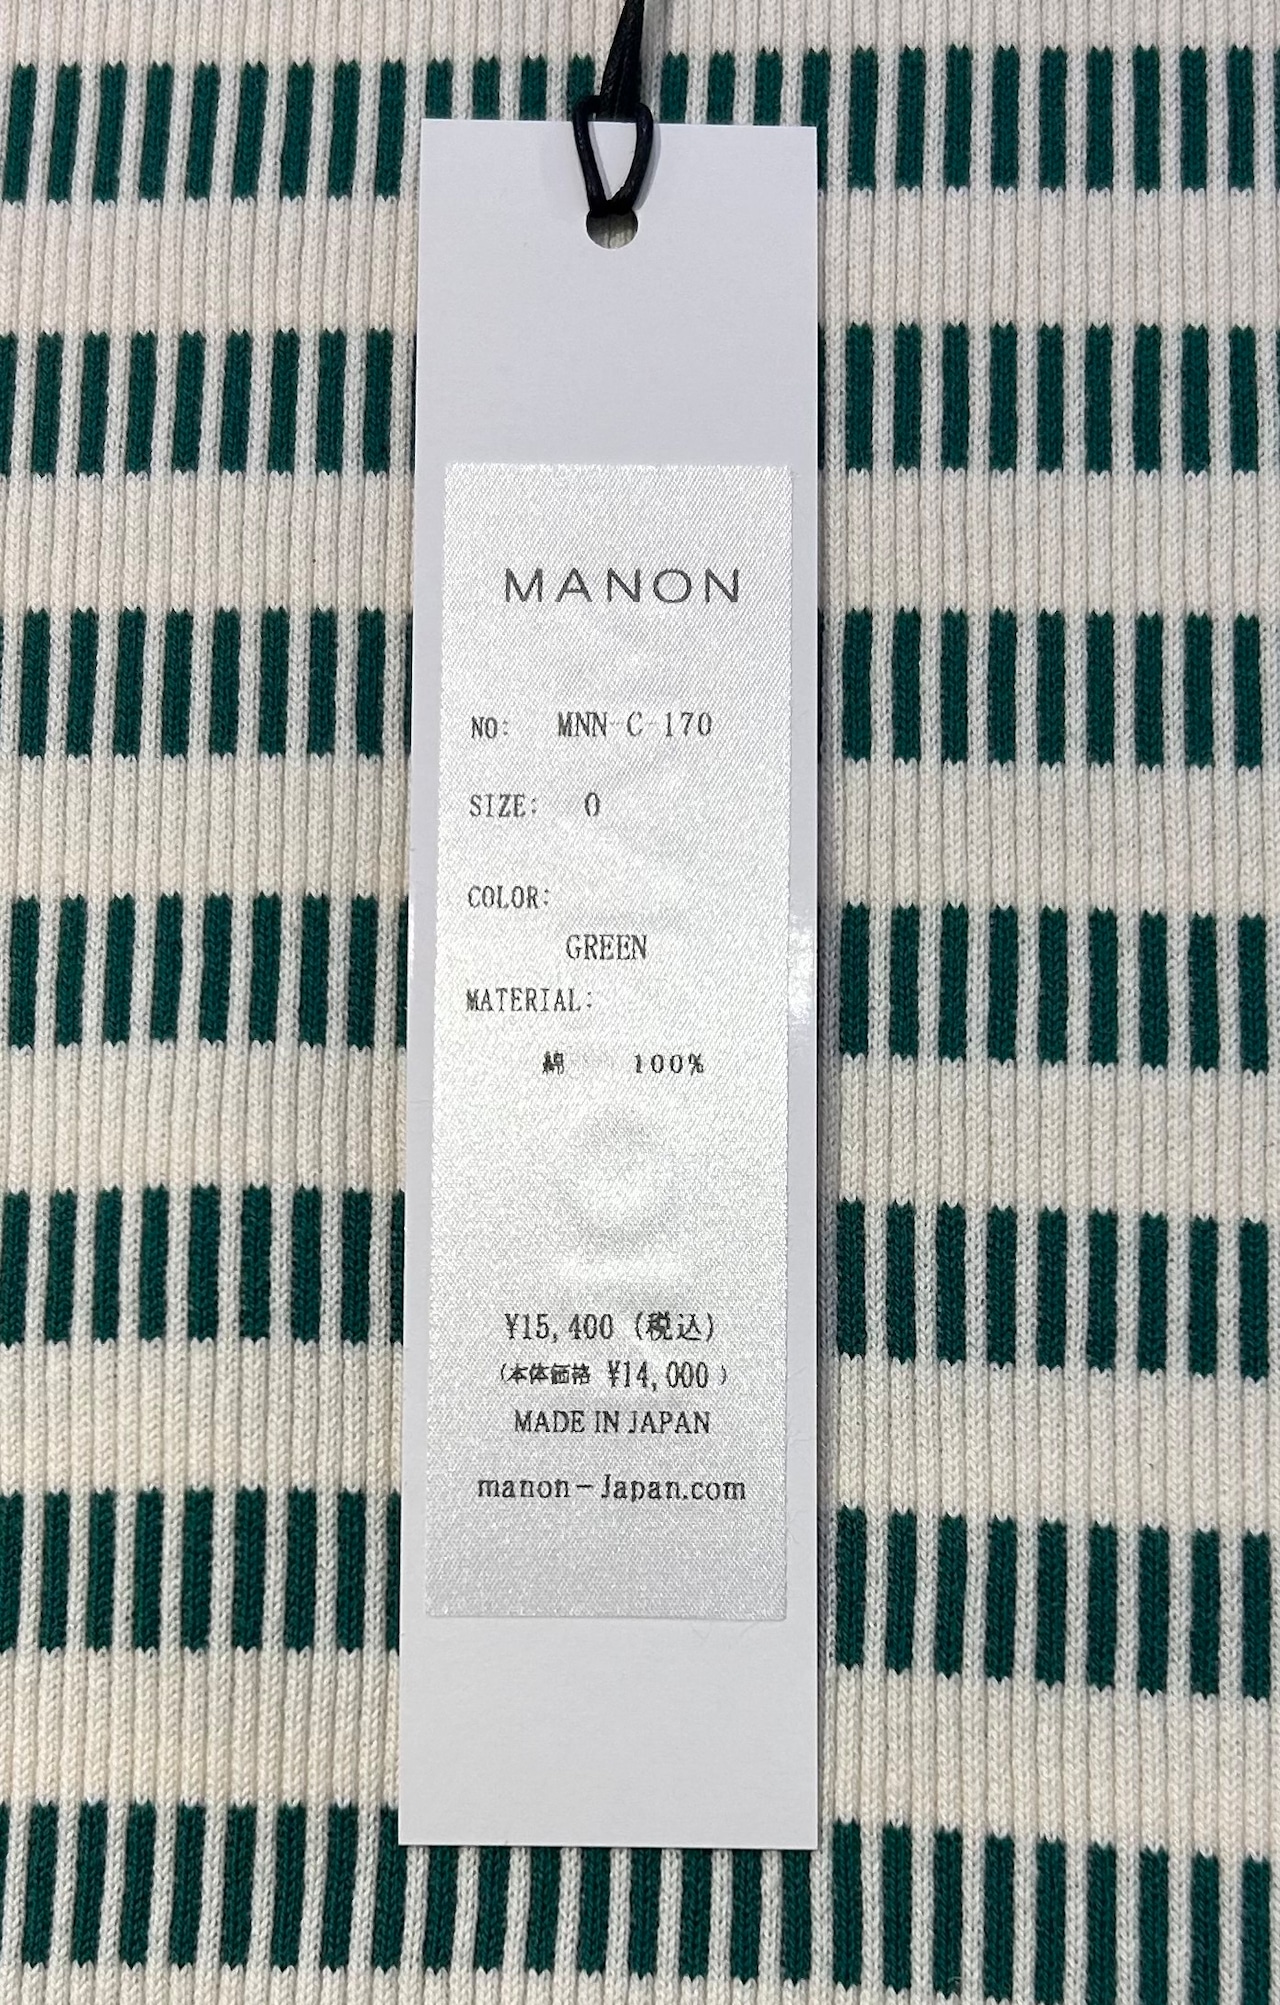 MANON
NO: MNN-C-170
SIZE: 0
COLOR:
GREEN
MATERIAL:
綿 100%
¥15,400 (税込)
(本体価格 ¥14,000)
MADE IN JAPAN
manon-Japan.com